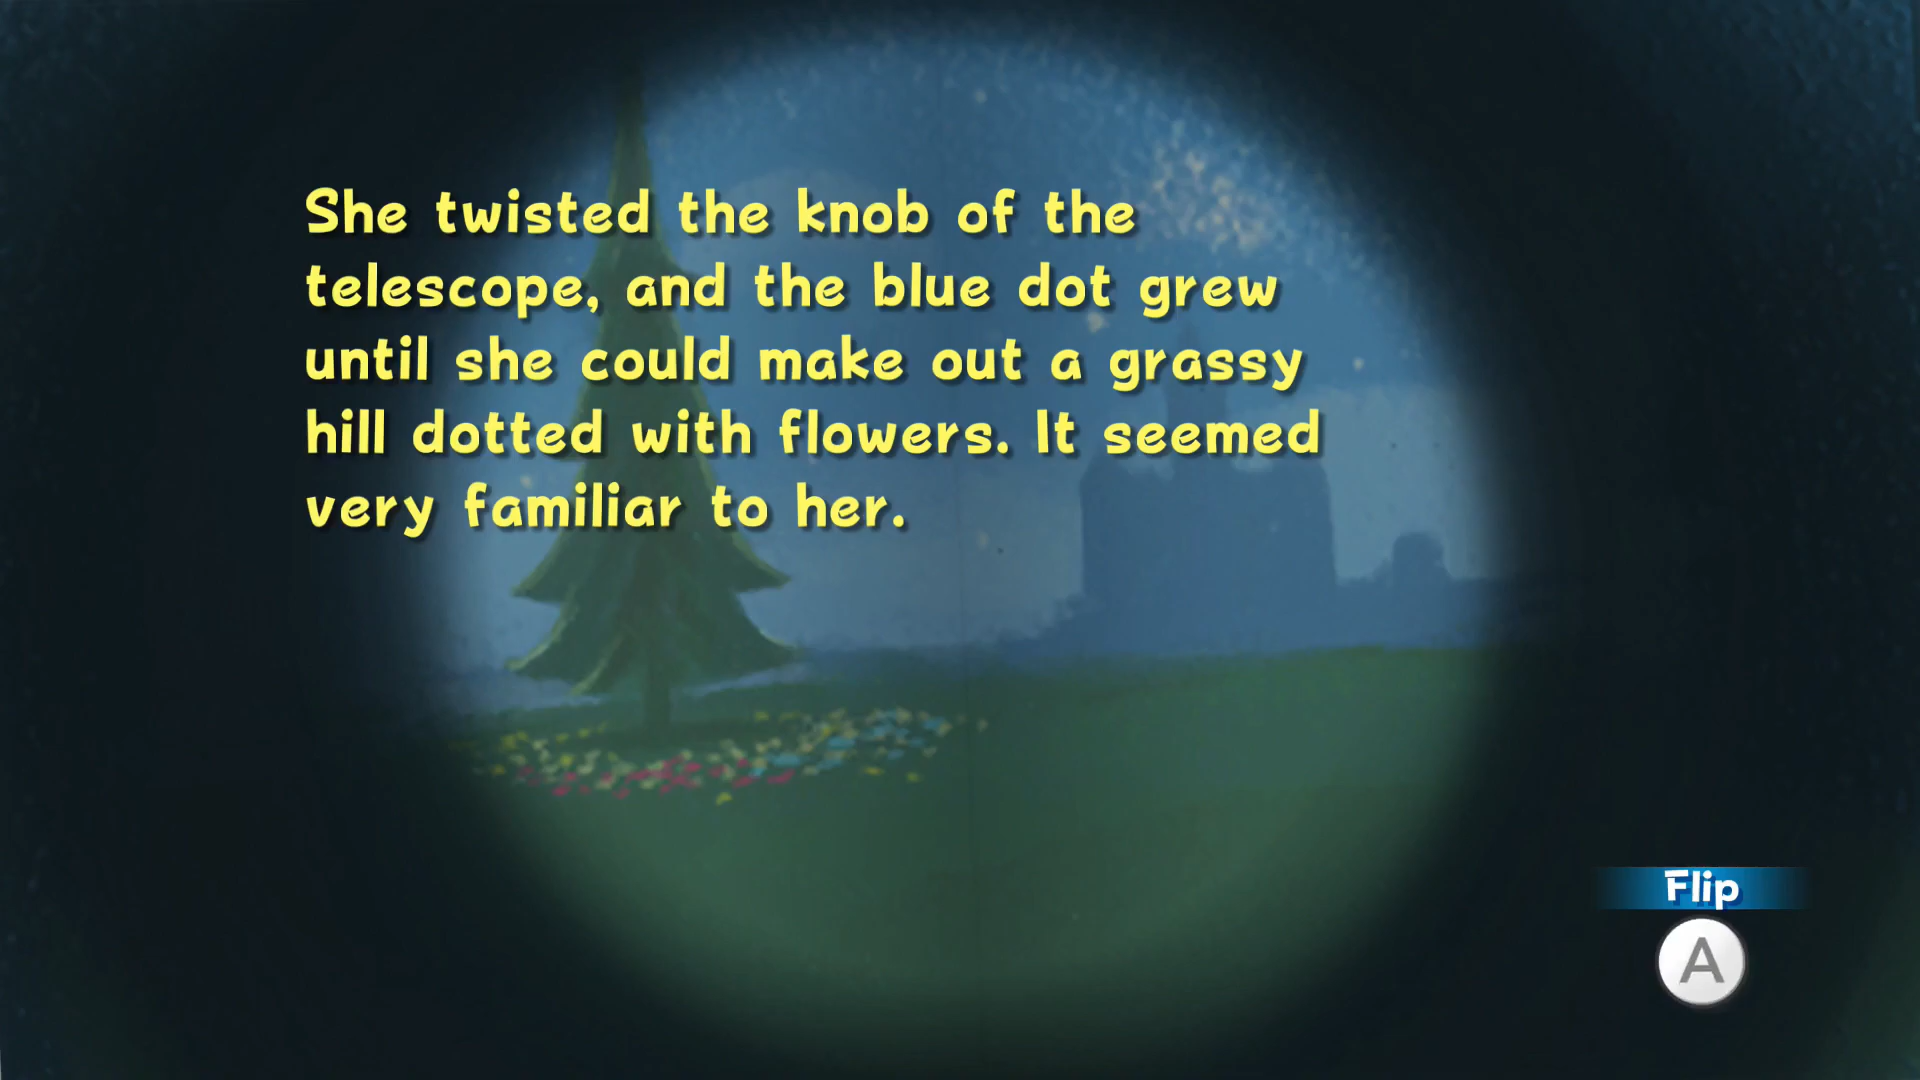 She twisted the knob of the
telescope, and the blue dot grew
until she could make out a grassy
hill dotted with flowers. It seemed
very familiar to her.
Flip
A